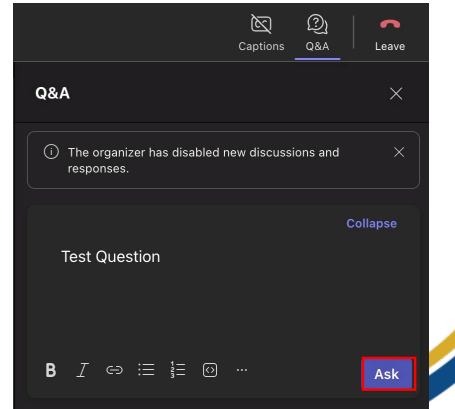 Captions Q&A Leave
Q&A
The organizer has disabled new discussions and
responses.
Collapse
Test Question
B I
Ask